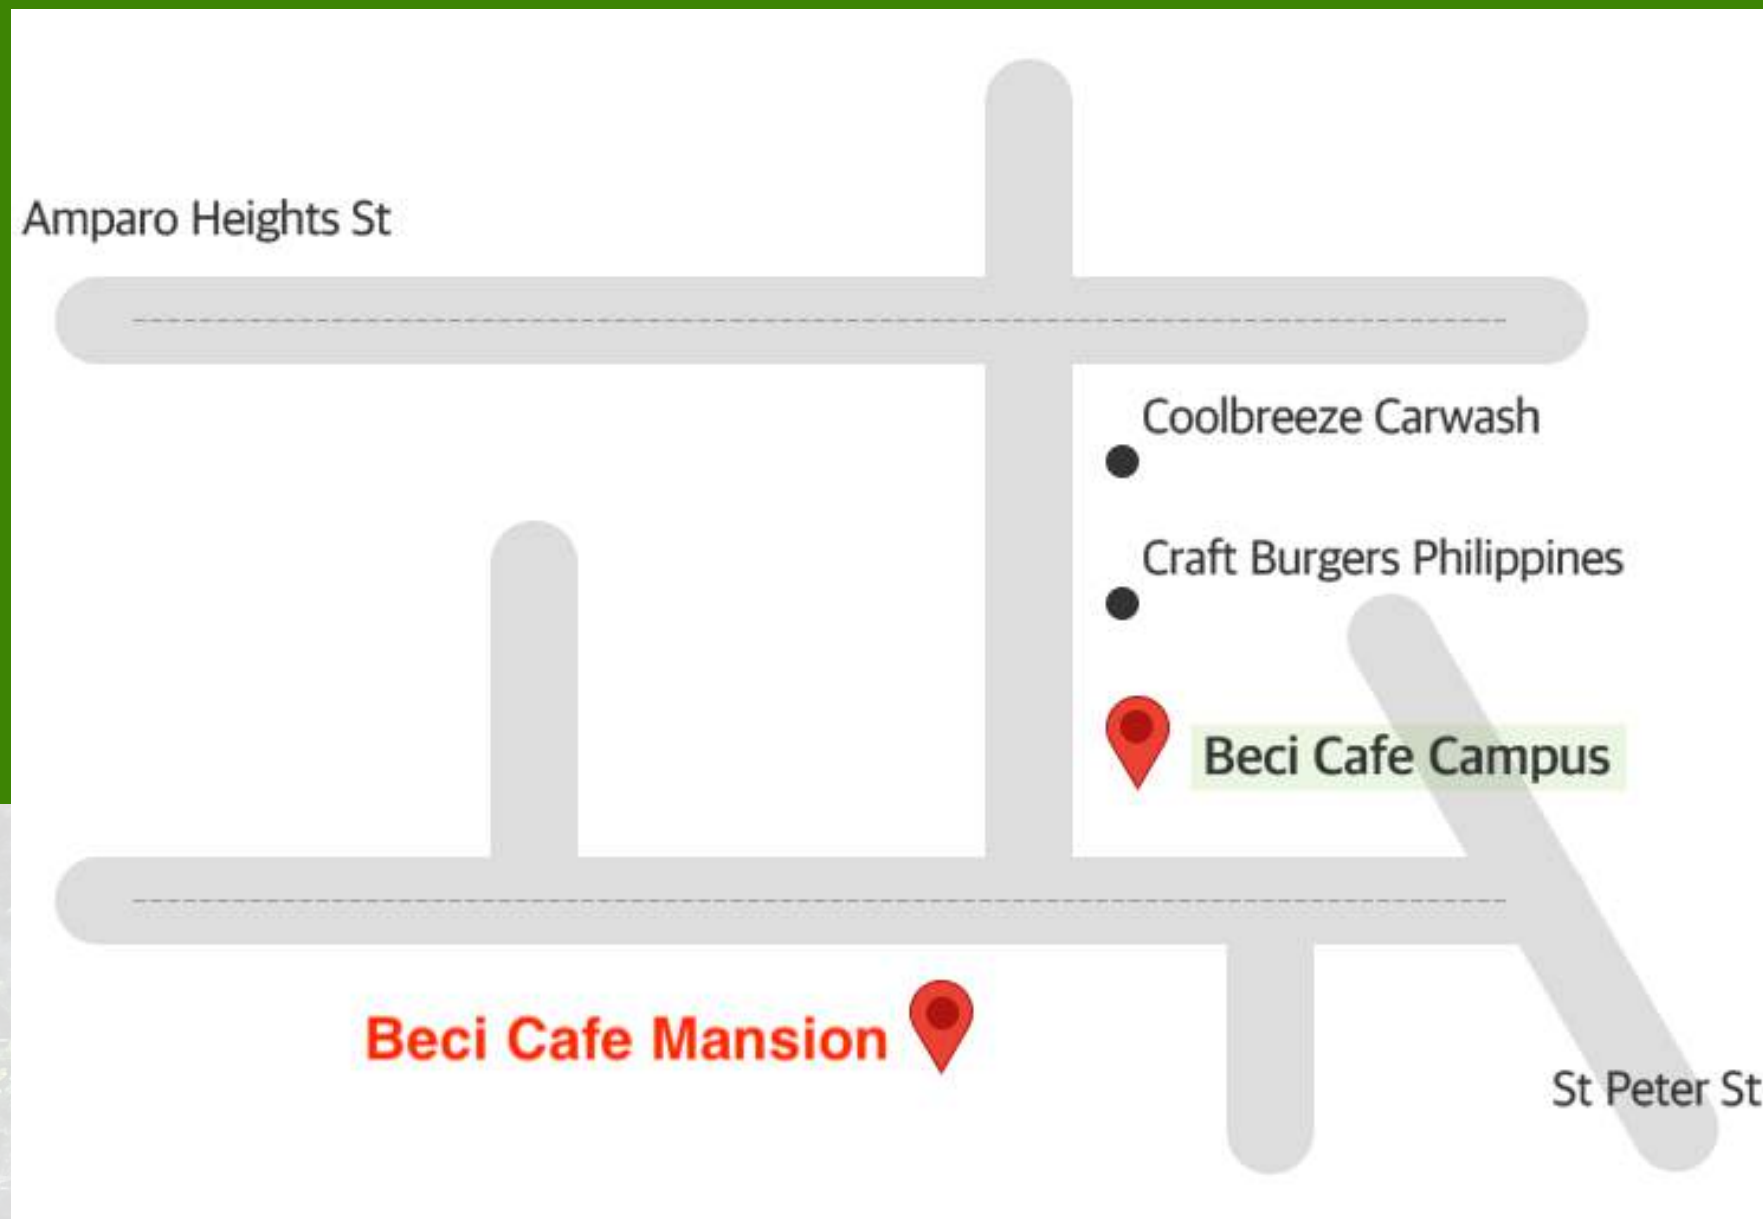 Amparo Heights St
Coolbreeze Carwash
Craft Burgers Philippines
Beci Cafe Campus
Beci Cafe Mansion
St Peter St